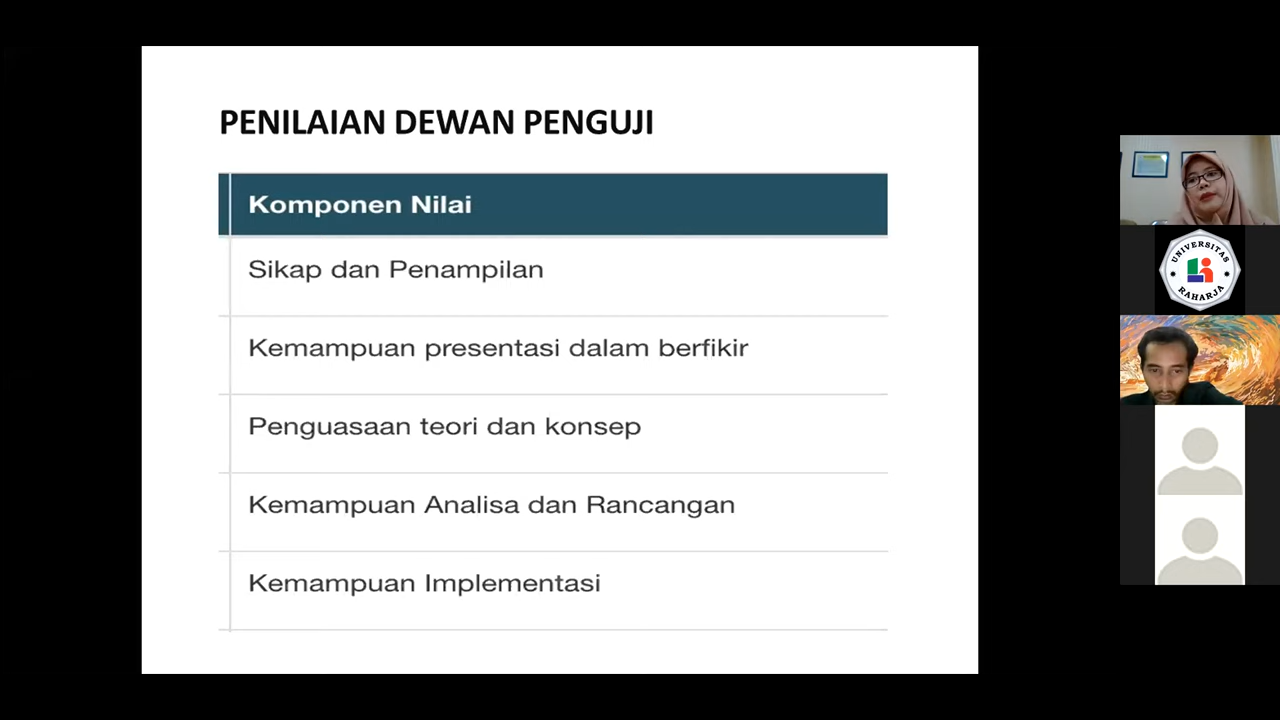 PENILAIAN DEWAN PENGUJI
Komponen Nilai
Sikap dan Penampilan
Kemampuan presentasi dalam berfikir
Penguasaan teori dan konsep
Kemampuan Analisa dan Rancangan
Kemampuan Implementasi
UNIVERSITAS
RAHARJA